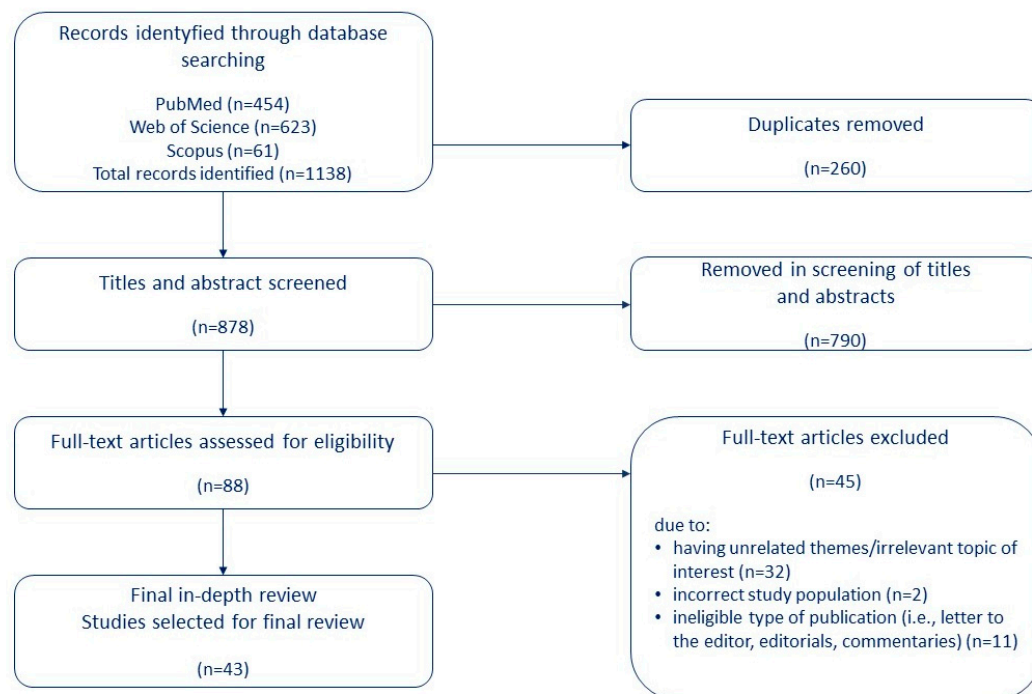 Records identyfied through database
searching
PubMed (n=454)
Web of Science (n=623)
Scopus (n=61)
Total records identified (n=1138)
Duplicates removed
(n=260)
Titles and abstract screened
(n=878)
Removed in screening of titles
and abstracts
(n=790)
Full-text articles assessed for eligibility
(n=88)
Full-text articles excluded
(n=45)
due to:
• having unrelated themes/irrelevant topic of
interest (n=32)
• incorrect study population (n=2)
• ineligible type of publication (i.e., letter to
the editor, editorials, commentaries) (n=11)
Final in-depth review
Studies selected for final review
(n=43)